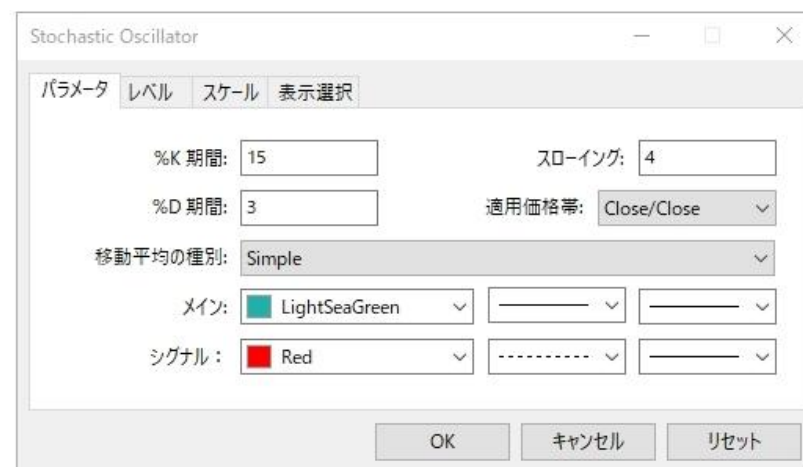 Stochastic Oscillator
パラメータ レベル スケール 表示選択
%K 期間: 15 スローイング: 4
%D 期間: 3 適用価格帯: Close/Close
移動平均の種別: Simple
メイン: LightSeaGreen
シグナル： Red
OK キャンセル リセット